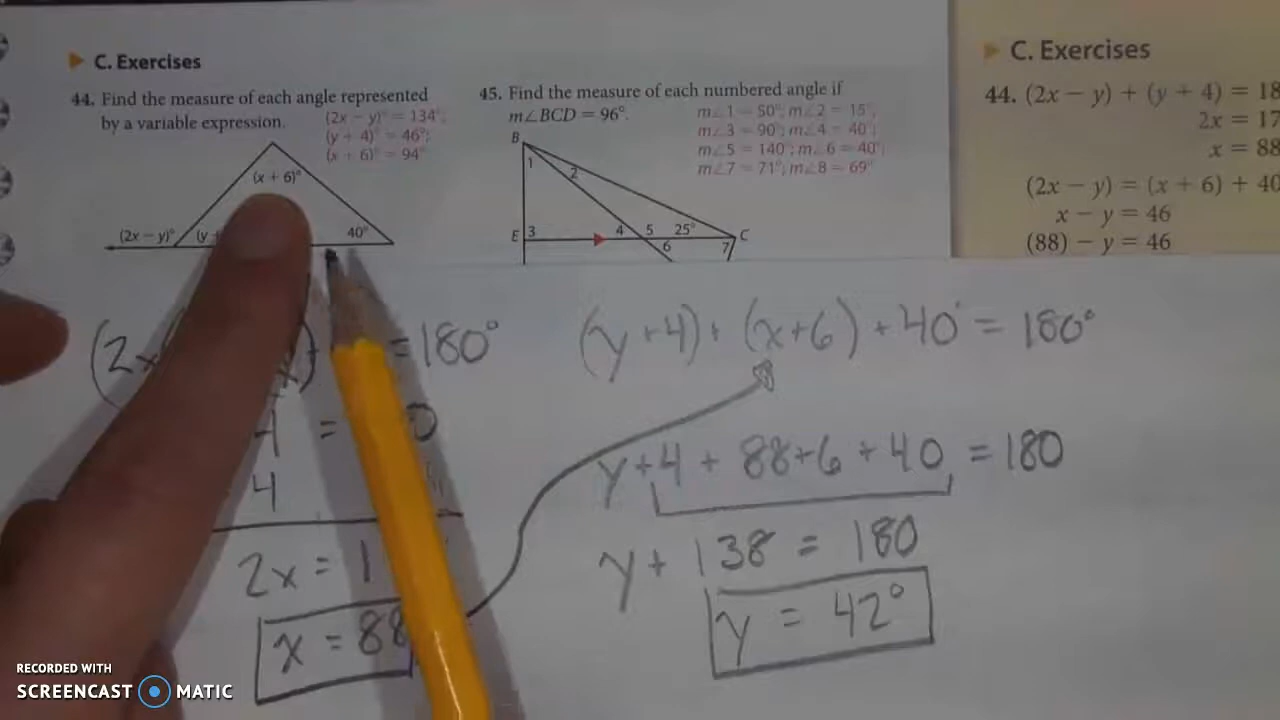 C. Exercises
44. Find the measure of each angle represented
by a variable expression.
(2x − y)° = 134°;
(y + 4)° = 46°;
(x + 6)° = 94°
(x + 6)°
(2x − y)°
(y +
40°
45. Find the measure of each numbered angle if
m∠BCD = 96°.
m∠1 = 50°; m∠2 = 15°;
m∠3 = 90°; m∠4 = 40°;
m∠5 = 140°; m∠6 = 40°;
m∠7 = 71°; m∠8 = 69°
B
1
2
E 3 4 5 25° C
6 7
C. Exercises
44. (2x − y) + (y + 4) = 18
2x = 17
x = 88
(2x − y) = (x + 6) + 40
x − y = 46
(88) − y = 46
(2x = 180°
4 =
4
2x = 1
x = 88
(y + 4) + (x + 6) + 40° = 180°
y + 4 + 88 + 6 + 40 = 180
y + 138 = 180
y = 42°
RECORDED WITH
SCREENCAST MATIC